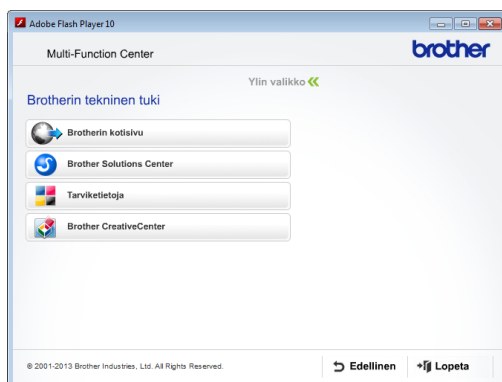 Adobe Flash Player 10
Multi-Function Center
brother
Ylin valikko
Brotherin tekninen tuki
Brotherin kotisivu
Brother Solutions Center
Tarviketietoja
Brother CreativeCenter
© 2001-2013 Brother Industries, Ltd. All Rights Reserved.
Edellinen
Lopeta